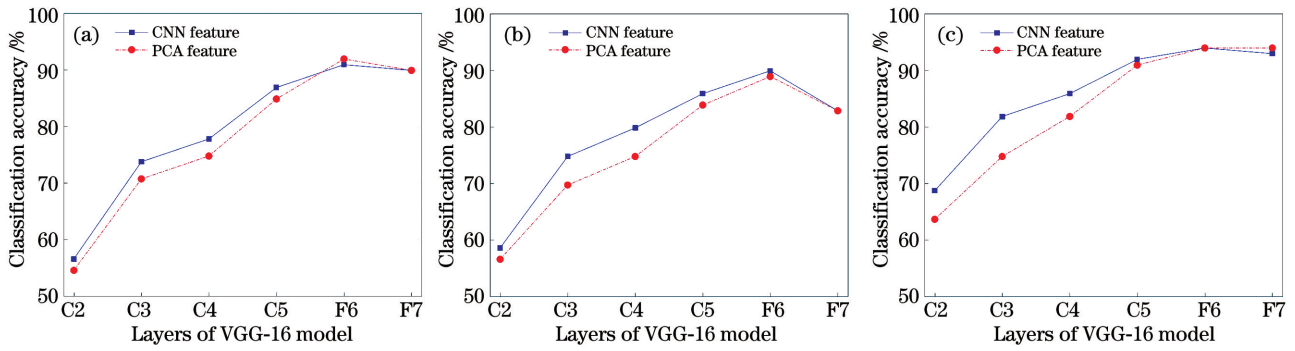 Classification accuracy /%
100
90
80
70
60
50
(a)
CNN feature
PCA feature
C2 C3 C4 C5 F6 F7
Layers of VGG-16 model
Classification accuracy /%
100
90
80
70
60
50
(b)
CNN feature
PCA feature
C2 C3 C4 C5 F6 F7
Layers of VGG-16 model
Classification accuracy /%
100
90
80
70
60
50
(c)
CNN feature
PCA feature
C2 C3 C4 C5 F6 F7
Layers of VGG-16 model